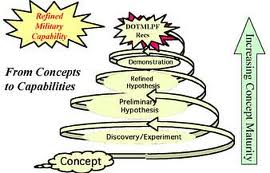 Refined
Military
Capability
DOTMLPF
Recs
Demonstration
From Concepts
to Capabilities
Refined
Hypothesis
Preliminary
Hypothesis
Discovery/Experiment
Concept
Increasing Concept Maturity